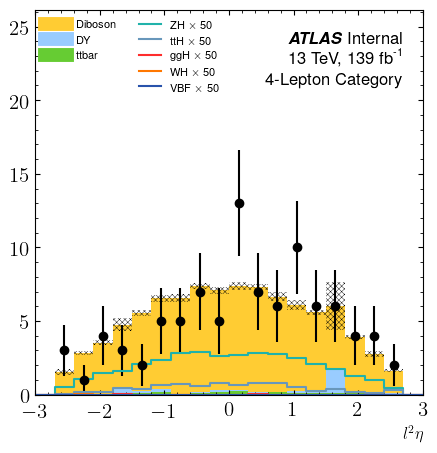 Diboson
DY
ttbar
ZH × 50
ttH × 50
ggH × 50
WH × 50
VBF × 50
ATLAS Internal
13 TeV, 139 fb⁻¹
4-Lepton Category
25
20
15
10
5
0
−3 −2 −1 0 1 2 3
l²η